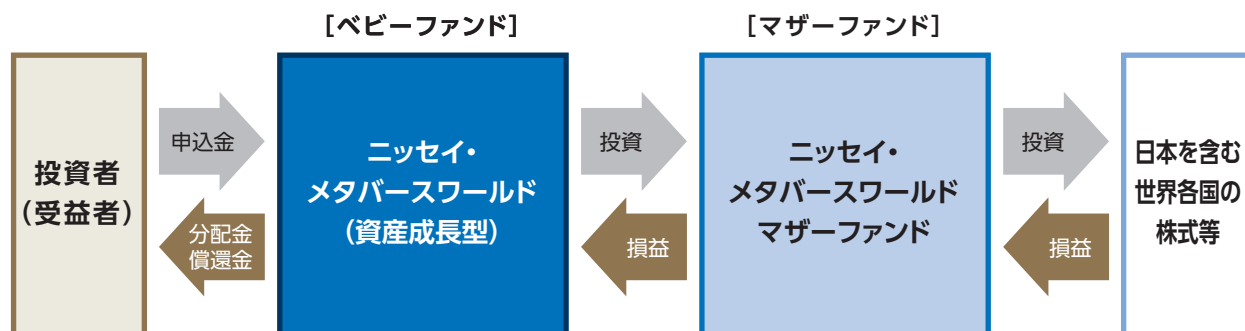 [ベビーファンド]
[マザーファンド]
投資者
(受益者)
申込金
分配金
償還金
ニッセイ・
メタバースワールド
(資産成長型)
投資
損益
ニッセイ・
メタバースワールド
マザーファンド
投資
損益
日本を含む
世界各国の
株式等